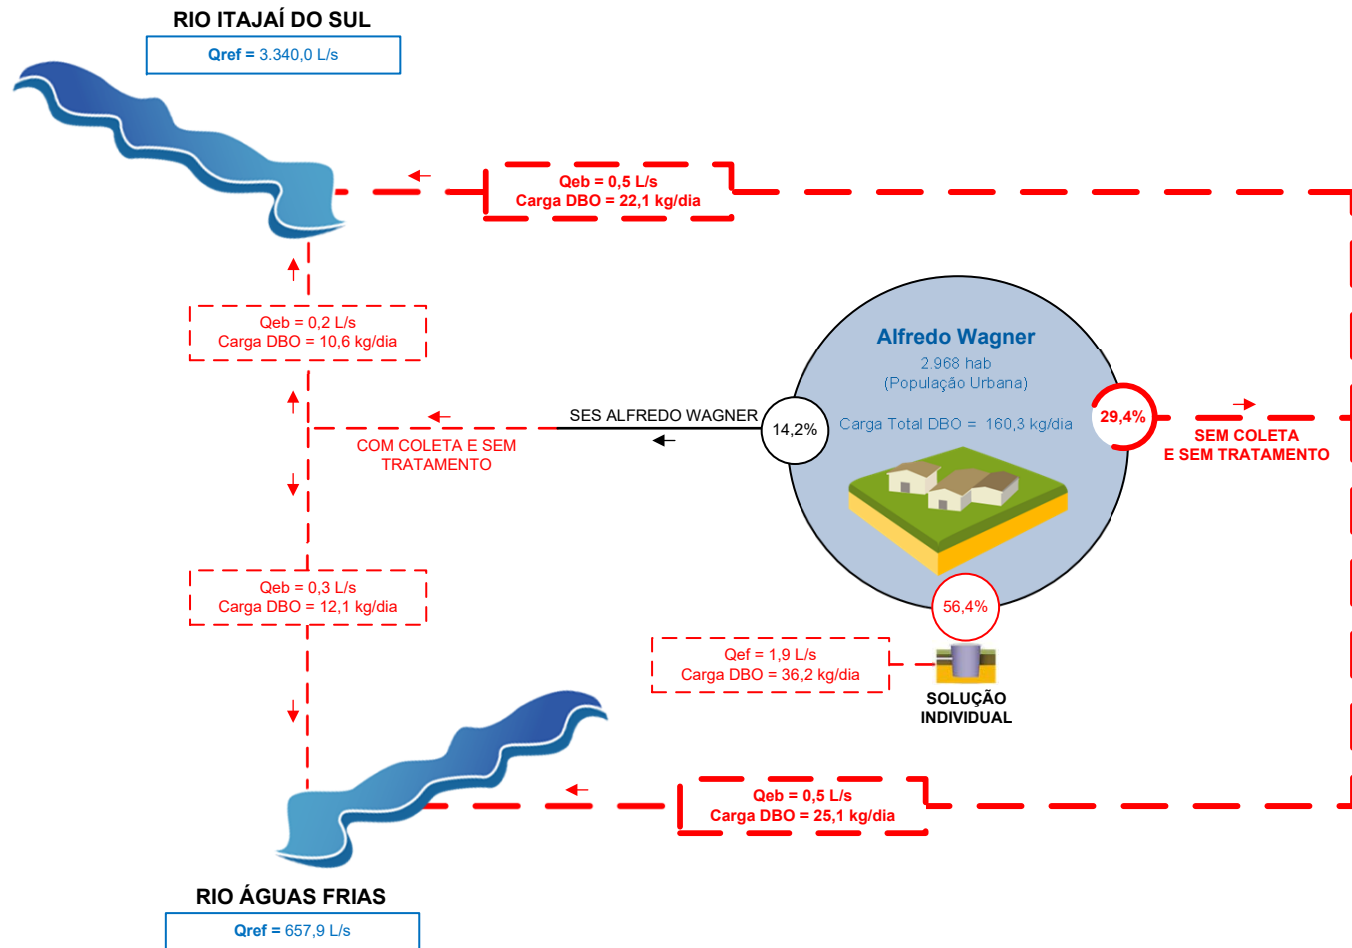 RIO ITAJAÍ DO SUL
Qref = 3.340,0 L/s
Qeb = 0,5 L/s
Carga DBO = 22,1 kg/dia
Qeb = 0,2 L/s
Carga DBO = 10,6 kg/dia
Alfredo Wagner
2.968 hab
(População Urbana)
Carga Total DBO = 160,3 kg/dia
SES ALFREDO WAGNER
14,2%
29,4%
COM COLETA E SEM
TRATAMENTO
SEM COLETA
E SEM TRATAMENTO
Qeb = 0,3 L/s
Carga DBO = 12,1 kg/dia
56,4%
Qef = 1,9 L/s
Carga DBO = 36,2 kg/dia
SOLUÇÃO
INDIVIDUAL
Qeb = 0,5 L/s
Carga DBO = 25,1 kg/dia
RIO ÁGUAS FRIAS
Qref = 657,9 L/s